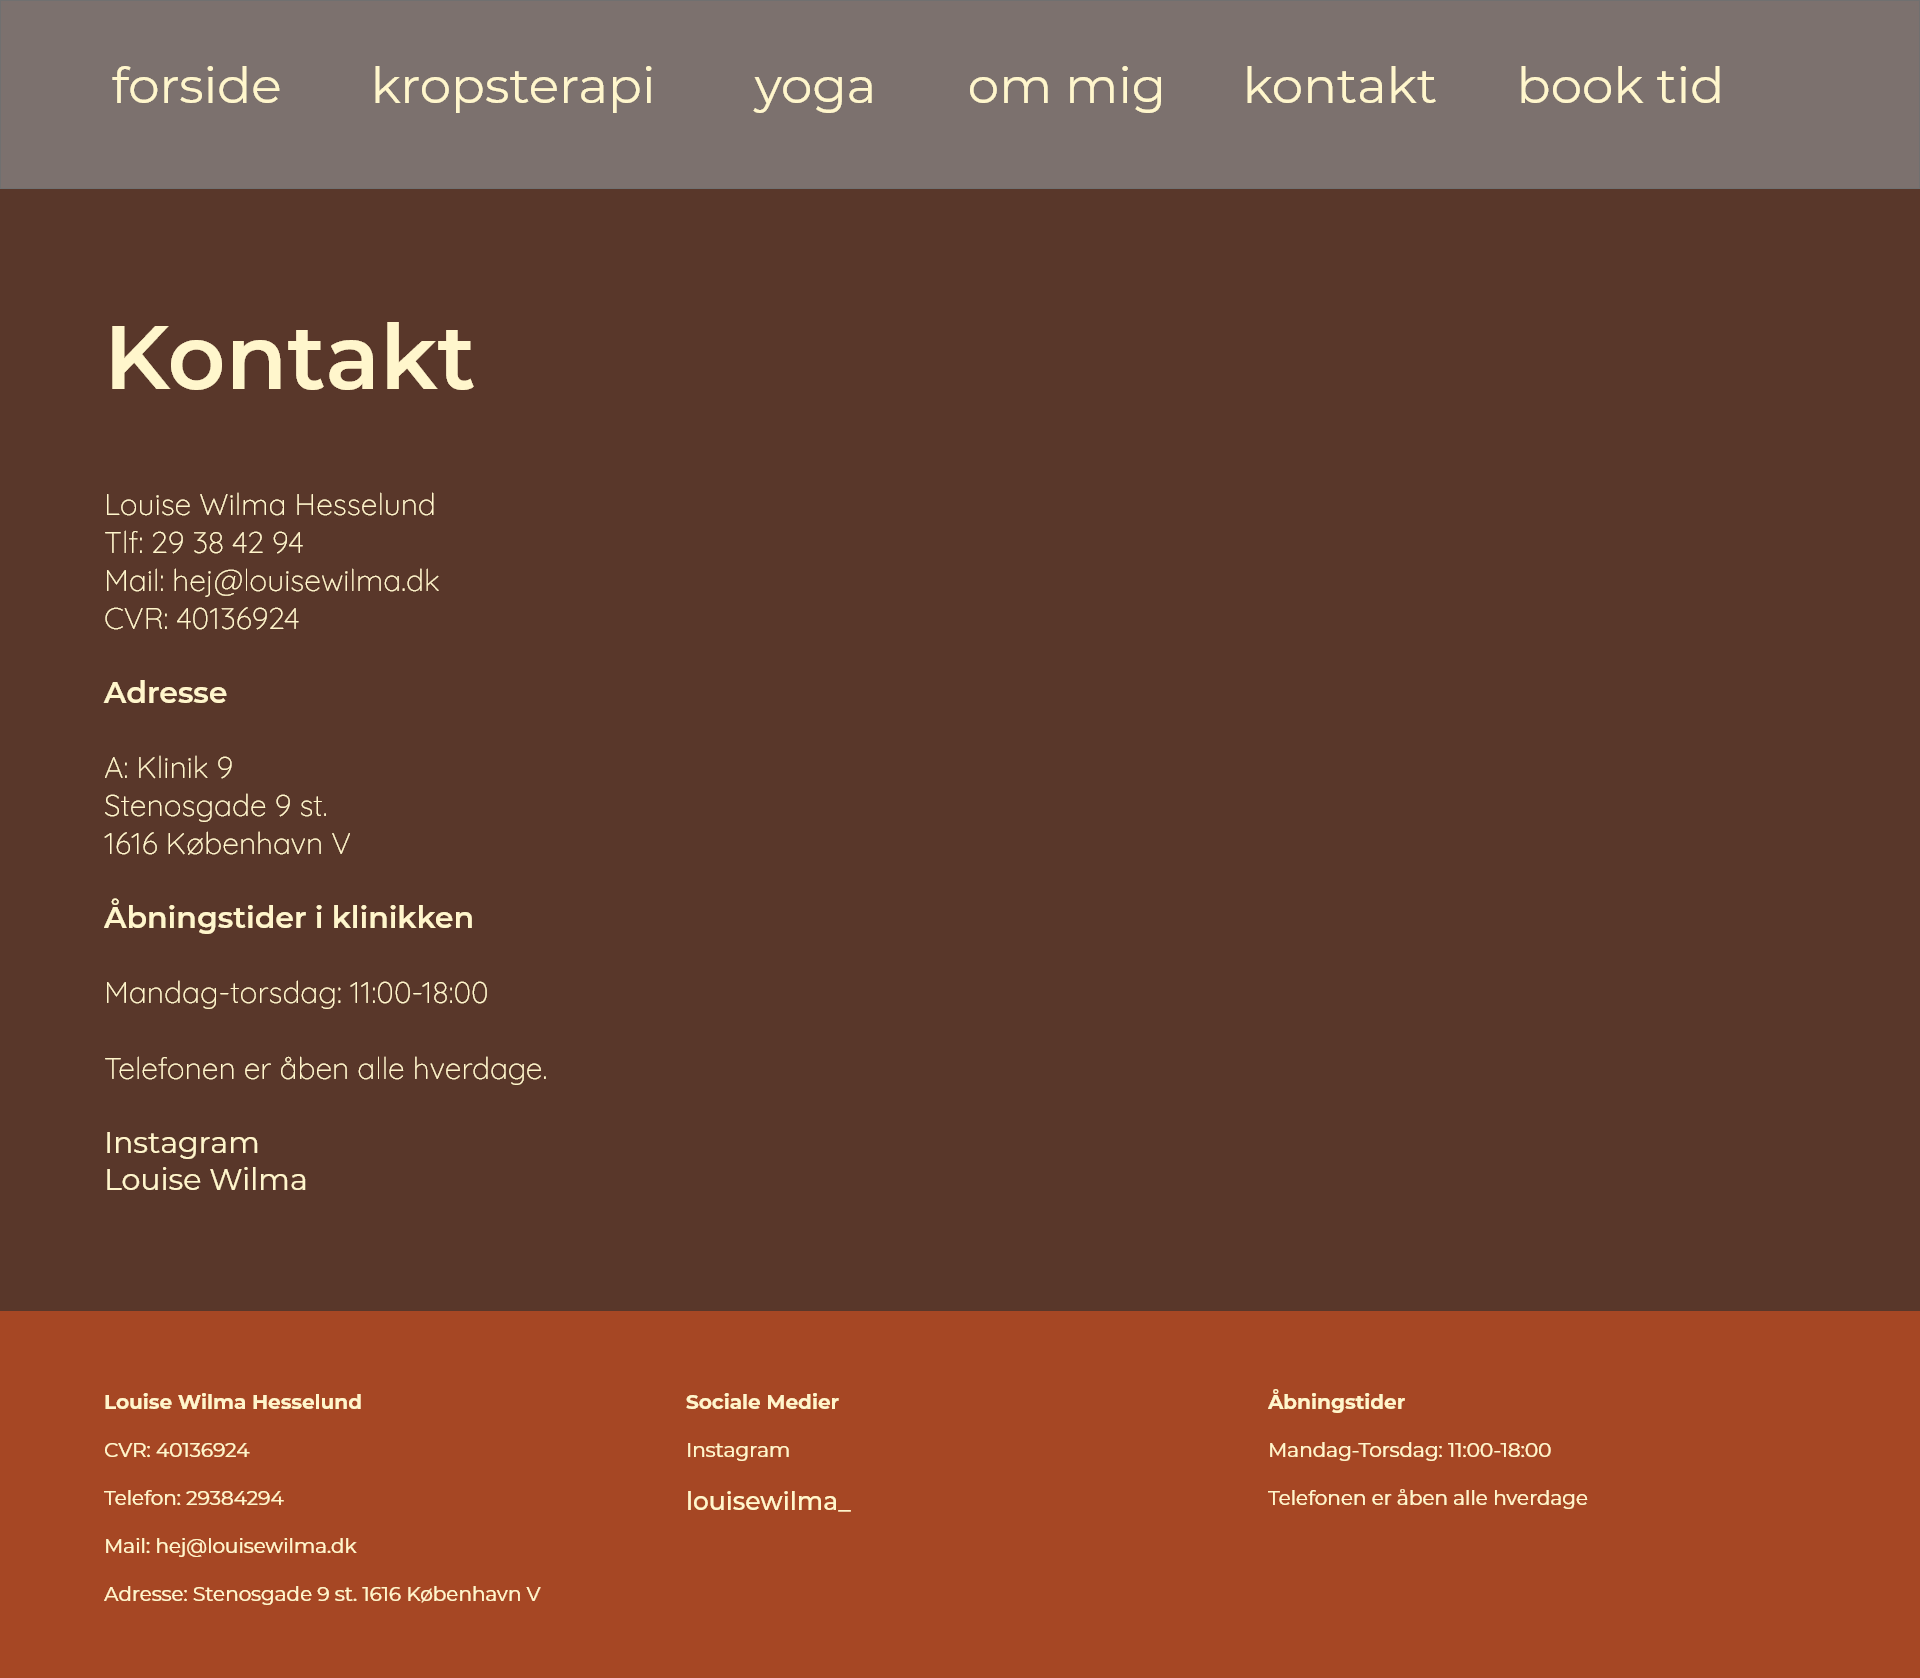 forside kropsterapi yoga om mig kontakt book tid
Kontakt
Louise Wilma Hesselund
Tlf: 29 38 42 94
Mail: hej@louisewilma.dk
CVR: 40136924
Adresse
A: Klinik 9
Stenosgade 9 st.
1616 København V
Åbningstider i klinikken
Mandag-torsdag: 11:00-18:00
Telefonen er åben alle hverdage.
Instagram
Louise Wilma
Louise Wilma Hesselund
CVR: 40136924
Telefon: 29384294
Mail: hej@louisewilma.dk
Adresse: Stenosgade 9 st. 1616 København V
Sociale Medier
Instagram
louisewilma_
Åbningstider
Mandag-Torsdag: 11:00-18:00
Telefonen er åben alle hverdage